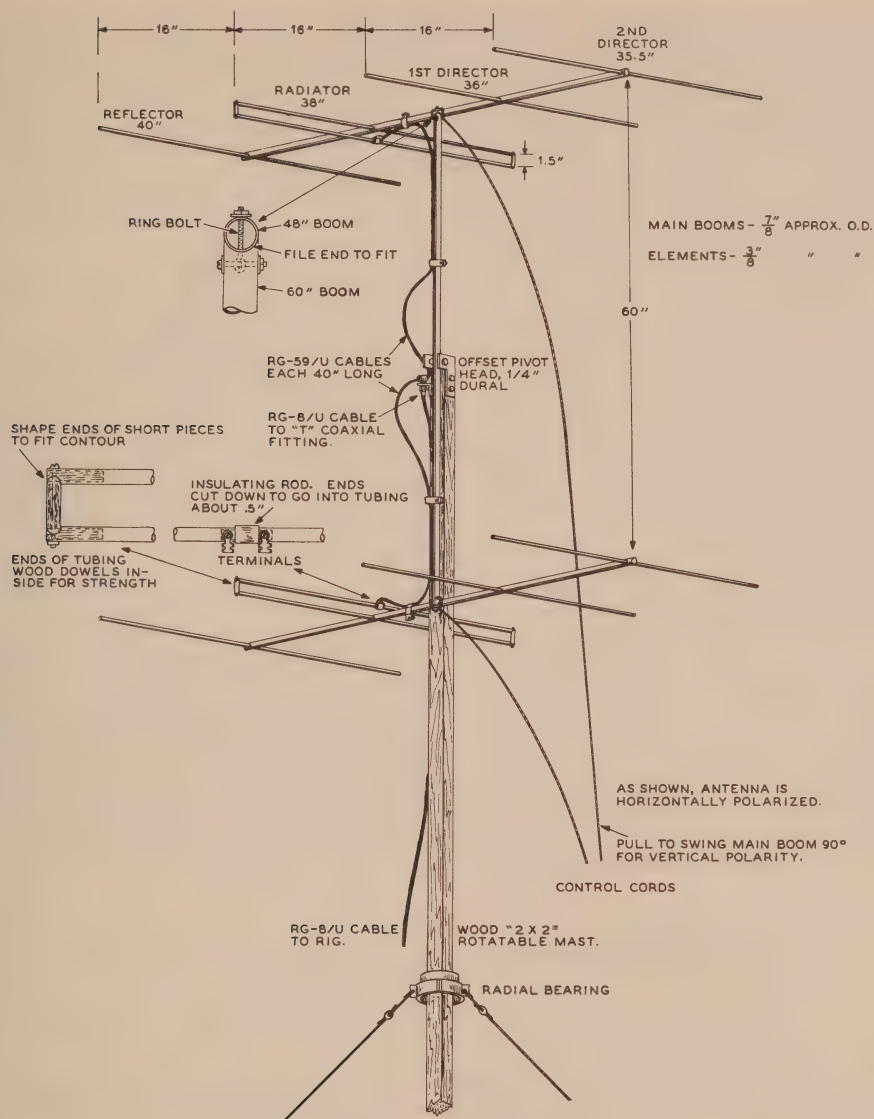 16"
16"
16"
2ND
DIRECTOR
35.5"
1ST DIRECTOR
36"
RADIATOR
38"
REFLECTOR
40"
1.5"
RING BOLT
48" BOOM
FILE END TO FIT
60" BOOM
MAIN BOOMS - 7/8" APPROX. O.D.
ELEMENTS - 3/8" " "
60"
RG-59/U CABLES
EACH 40" LONG
OFFSET PIVOT
HEAD, 1/4"
DURAL
RG-8/U CABLE
TO "T" COAXIAL
FITTING.
SHAPE ENDS OF SHORT PIECES
TO FIT CONTOUR
INSULATING ROD. ENDS
CUT DOWN TO GO INTO TUBING
ABOUT .5"
ENDS OF TUBING
WOOD DOWELS IN-
SIDE FOR STRENGTH
TERMINALS
AS SHOWN, ANTENNA IS
HORIZONTALLY POLARIZED.
PULL TO SWING MAIN BOOM 90°
FOR VERTICAL POLARITY.
CONTROL CORDS
RG-8/U CABLE
TO RIG.
WOOD "2 X 2"
ROTATABLE MAST.
RADIAL BEARING